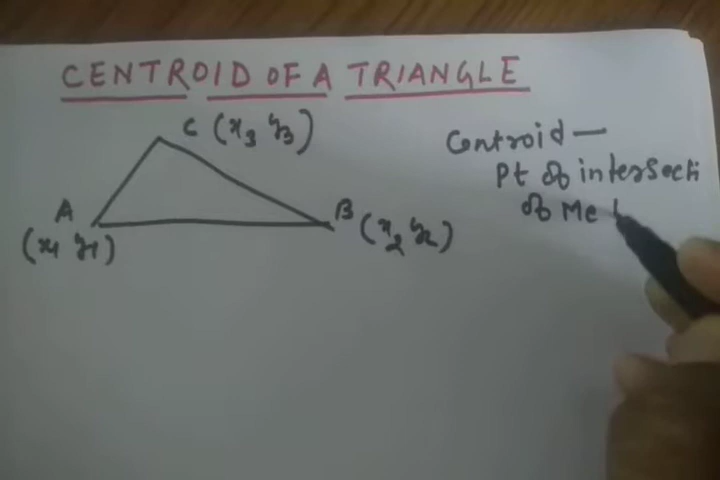 CENTROID OF A TRIANGLE
C (x3 y3)
Centroid —
Pt of intersecti
of Me
A
B
(x1 y1)
(x2 y2)